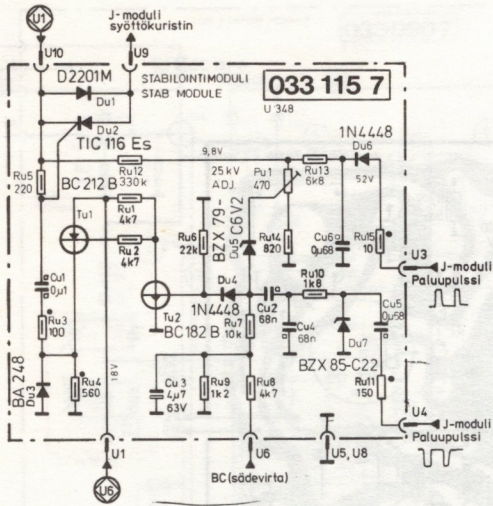 U1
J-moduli
syöttökuristin
U10
U9
D2201M
STABILOINTIMODULI
STAB MODULE
033 115 7
U 348
Du1
Du2
TIC 116 Es
1N4448
Du6
Ru5
220
BC 212 B
Ru12
330k
9,8V
25 kV
ADJ.
Pu1
470
Ru13
6k8
52V
Tu1
Ru1
4k7
Ru2
4k7
Ru6
22k
BZX 79-
C6V2
Du5
Ru14
820
Cu6
0µ68
Ru15
10
U3
J-moduli
Paluupulssi
Cu1
0µ1
Du4
1N4448
Ru10
1k8
Cu5
0µ68
Tu2
BC 182 B
Cu2
68n
Cu4
68n
Du7
BZX 85-C22
Ru3
100
Ru7
10k
BA 248
Du3
Ru4
560
18V
Cu 3
4µ7
63V
Ru9
1k2
Ru8
4k7
Ru11
150
U4
J-moduli
Paluupulssi
U1
U6
U5, U8
U6
BC(sädevirta)